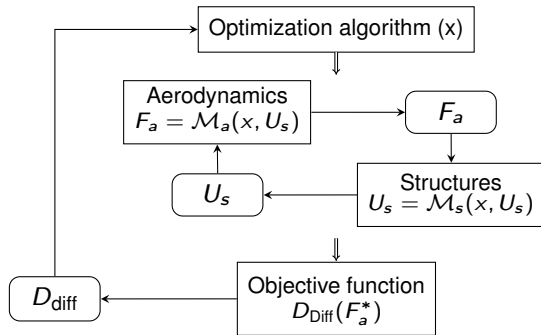 Optimization algorithm (x)
Aerodynamics
F_a = M_a(x, U_s)
F_a
Structures
U_s = M_s(x, U_s)
U_s
Objective function
D_Diff(F_a^*)
D_diff